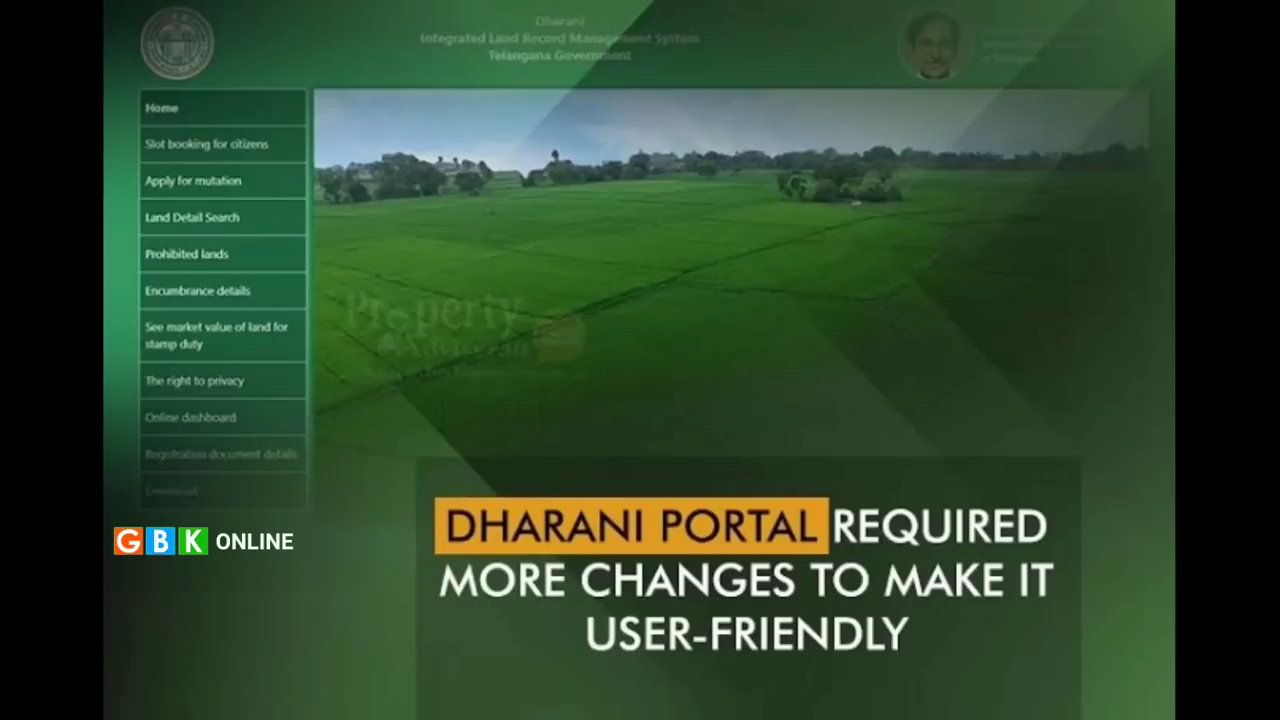 Dharani
Integrated Land Record Management System
Telangana Government
Home
Slot booking for citizens
Apply for mutation
Land Detail Search
Prohibited lands
Encumbrance details
See market value of land for
stamp duty
The right to privacy
Online dashboard
Registration document details
Download
Property
GBK ONLINE
DHARANI PORTAL REQUIRED
MORE CHANGES TO MAKE IT
USER-FRIENDLY